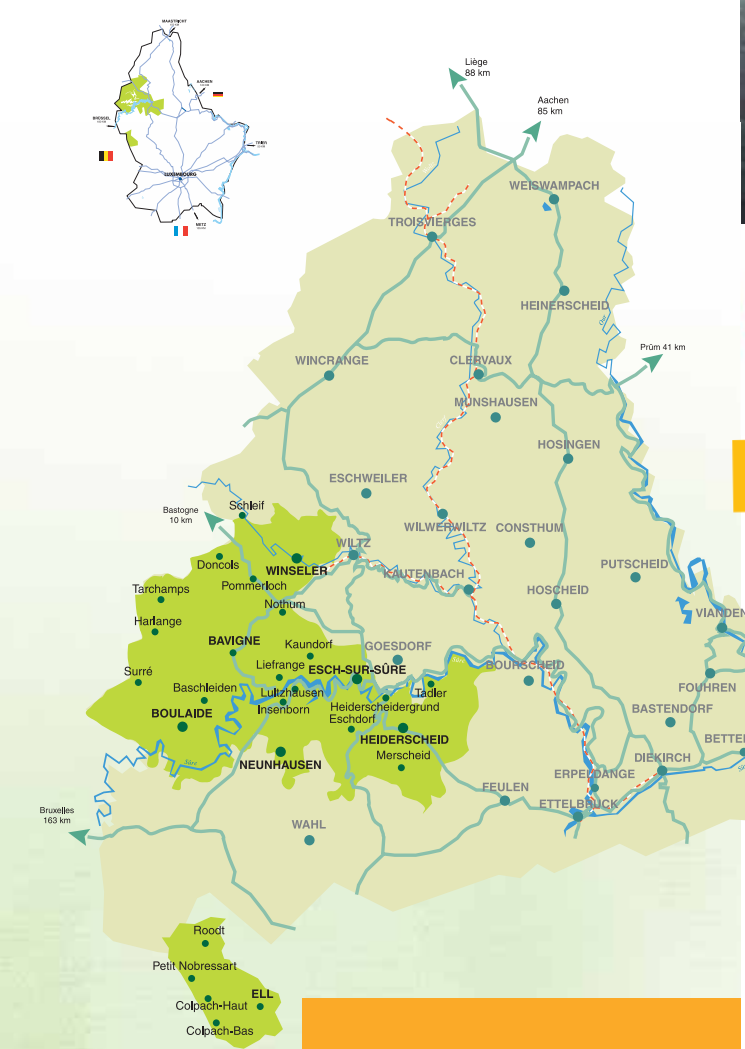 MAASTRICHT
AACHEN
BRÜSSEL
TRIER
LUXEMBOURG
METZ
Liège
88 km
Aachen
85 km
WEISWAMPACH
TROISVIERGES
HEINERSCHEID
Our
Prüm 41 km
WINCRANGE
CLERVAUX
MUNSHAUSEN
HOSINGEN
ESCHWEILER
Schleif
Bastogne
10 km
WILWERWILTZ
CONSTHUM
WILTZ
Doncols
WINSELER
PUTSCHEID
Pommerloch
KAUTENBACH
Tarchamps
HOSCHEID
Nothum
VIANDEN
Harlange
BAVIGNE
Kaundorf
GOESDORF
Sûre
Liefrange
ESCH-SUR-SÛRE
BOURSCHEID
Surré
Baschleiden
Lultzhausen
Tadler
FOUHREN
Insenborn
Heiderscheidergrund
BOULAIDE
Eschdorf
BASTENDORF
HEIDERSCHEID
BETTEN
Sûre
NEUNHAUSEN
Merscheid
DIEKIRCH
ERPELDANGE
FEULEN
ETTELBRUCK
Bruxelles
163 km
WAHL
Roodt
Petit Nobressart
ELL
Colpach-Haut
Colpach-Bas